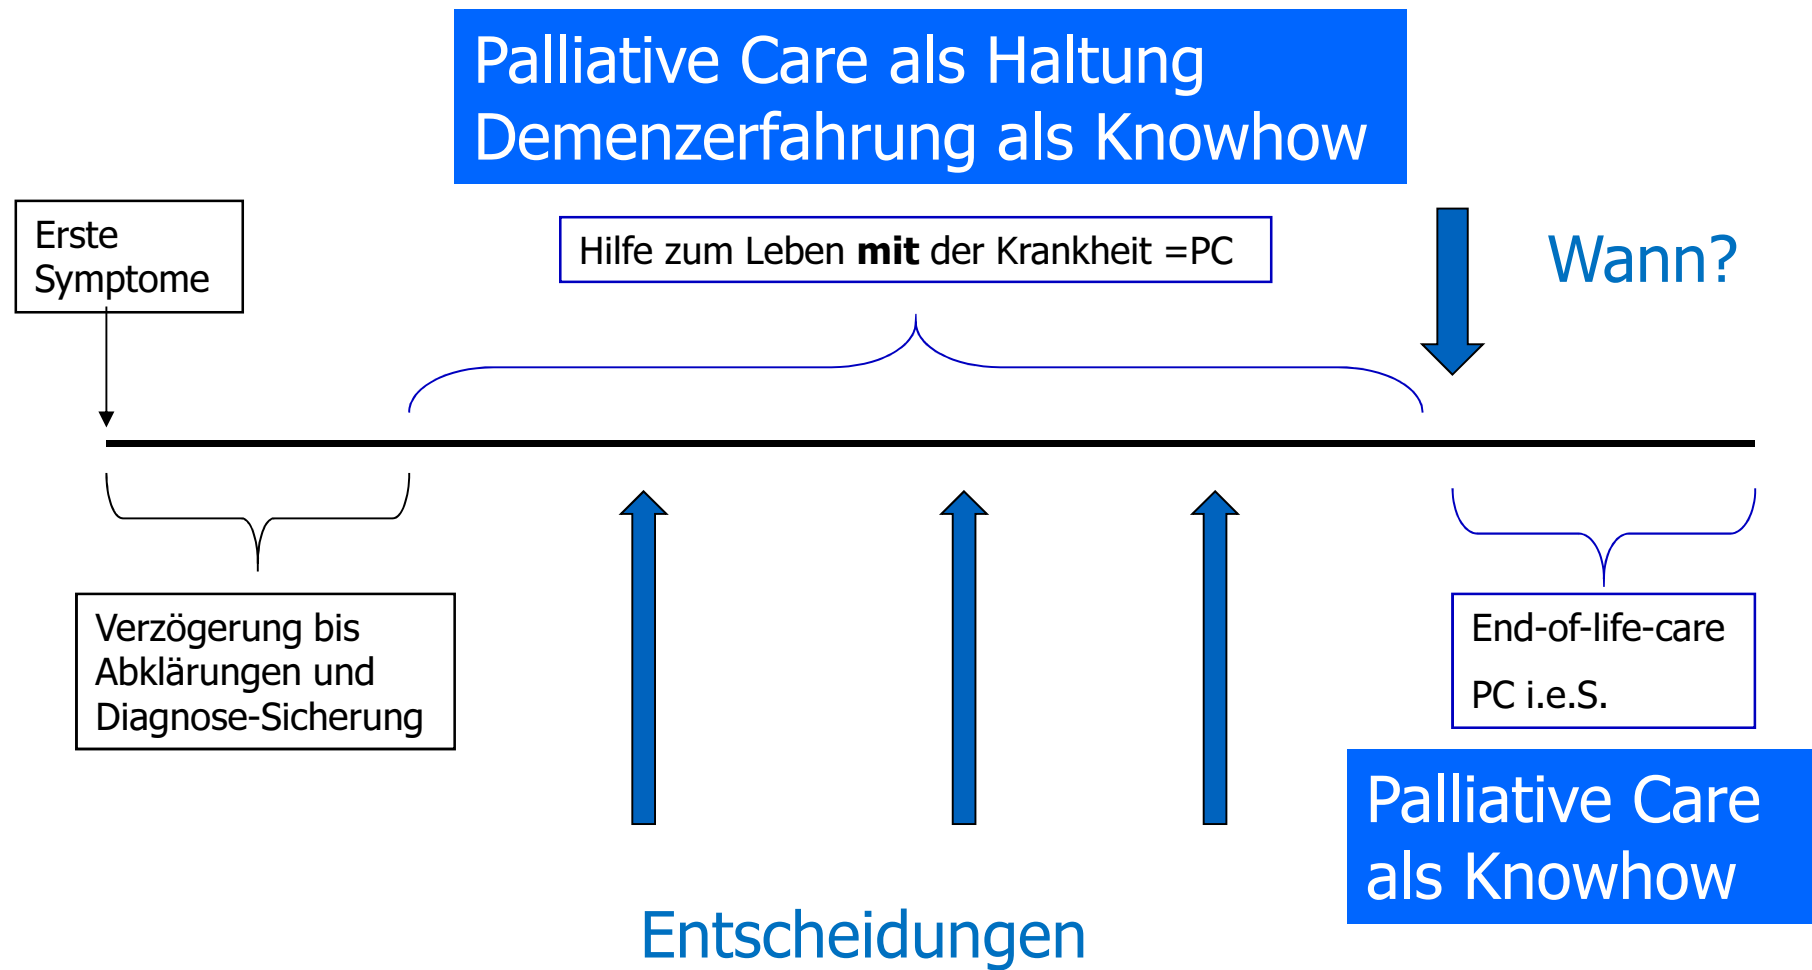 Palliative Care als Haltung
Demenzerfahrung als Knowhow
Erste
Symptome
Hilfe zum Leben mit der Krankheit =PC
Wann?
Verzögerung bis
Abklärungen und
Diagnose-Sicherung
End-of-life-care
PC i.e.S.
Palliative Care
als Knowhow
Entscheidungen